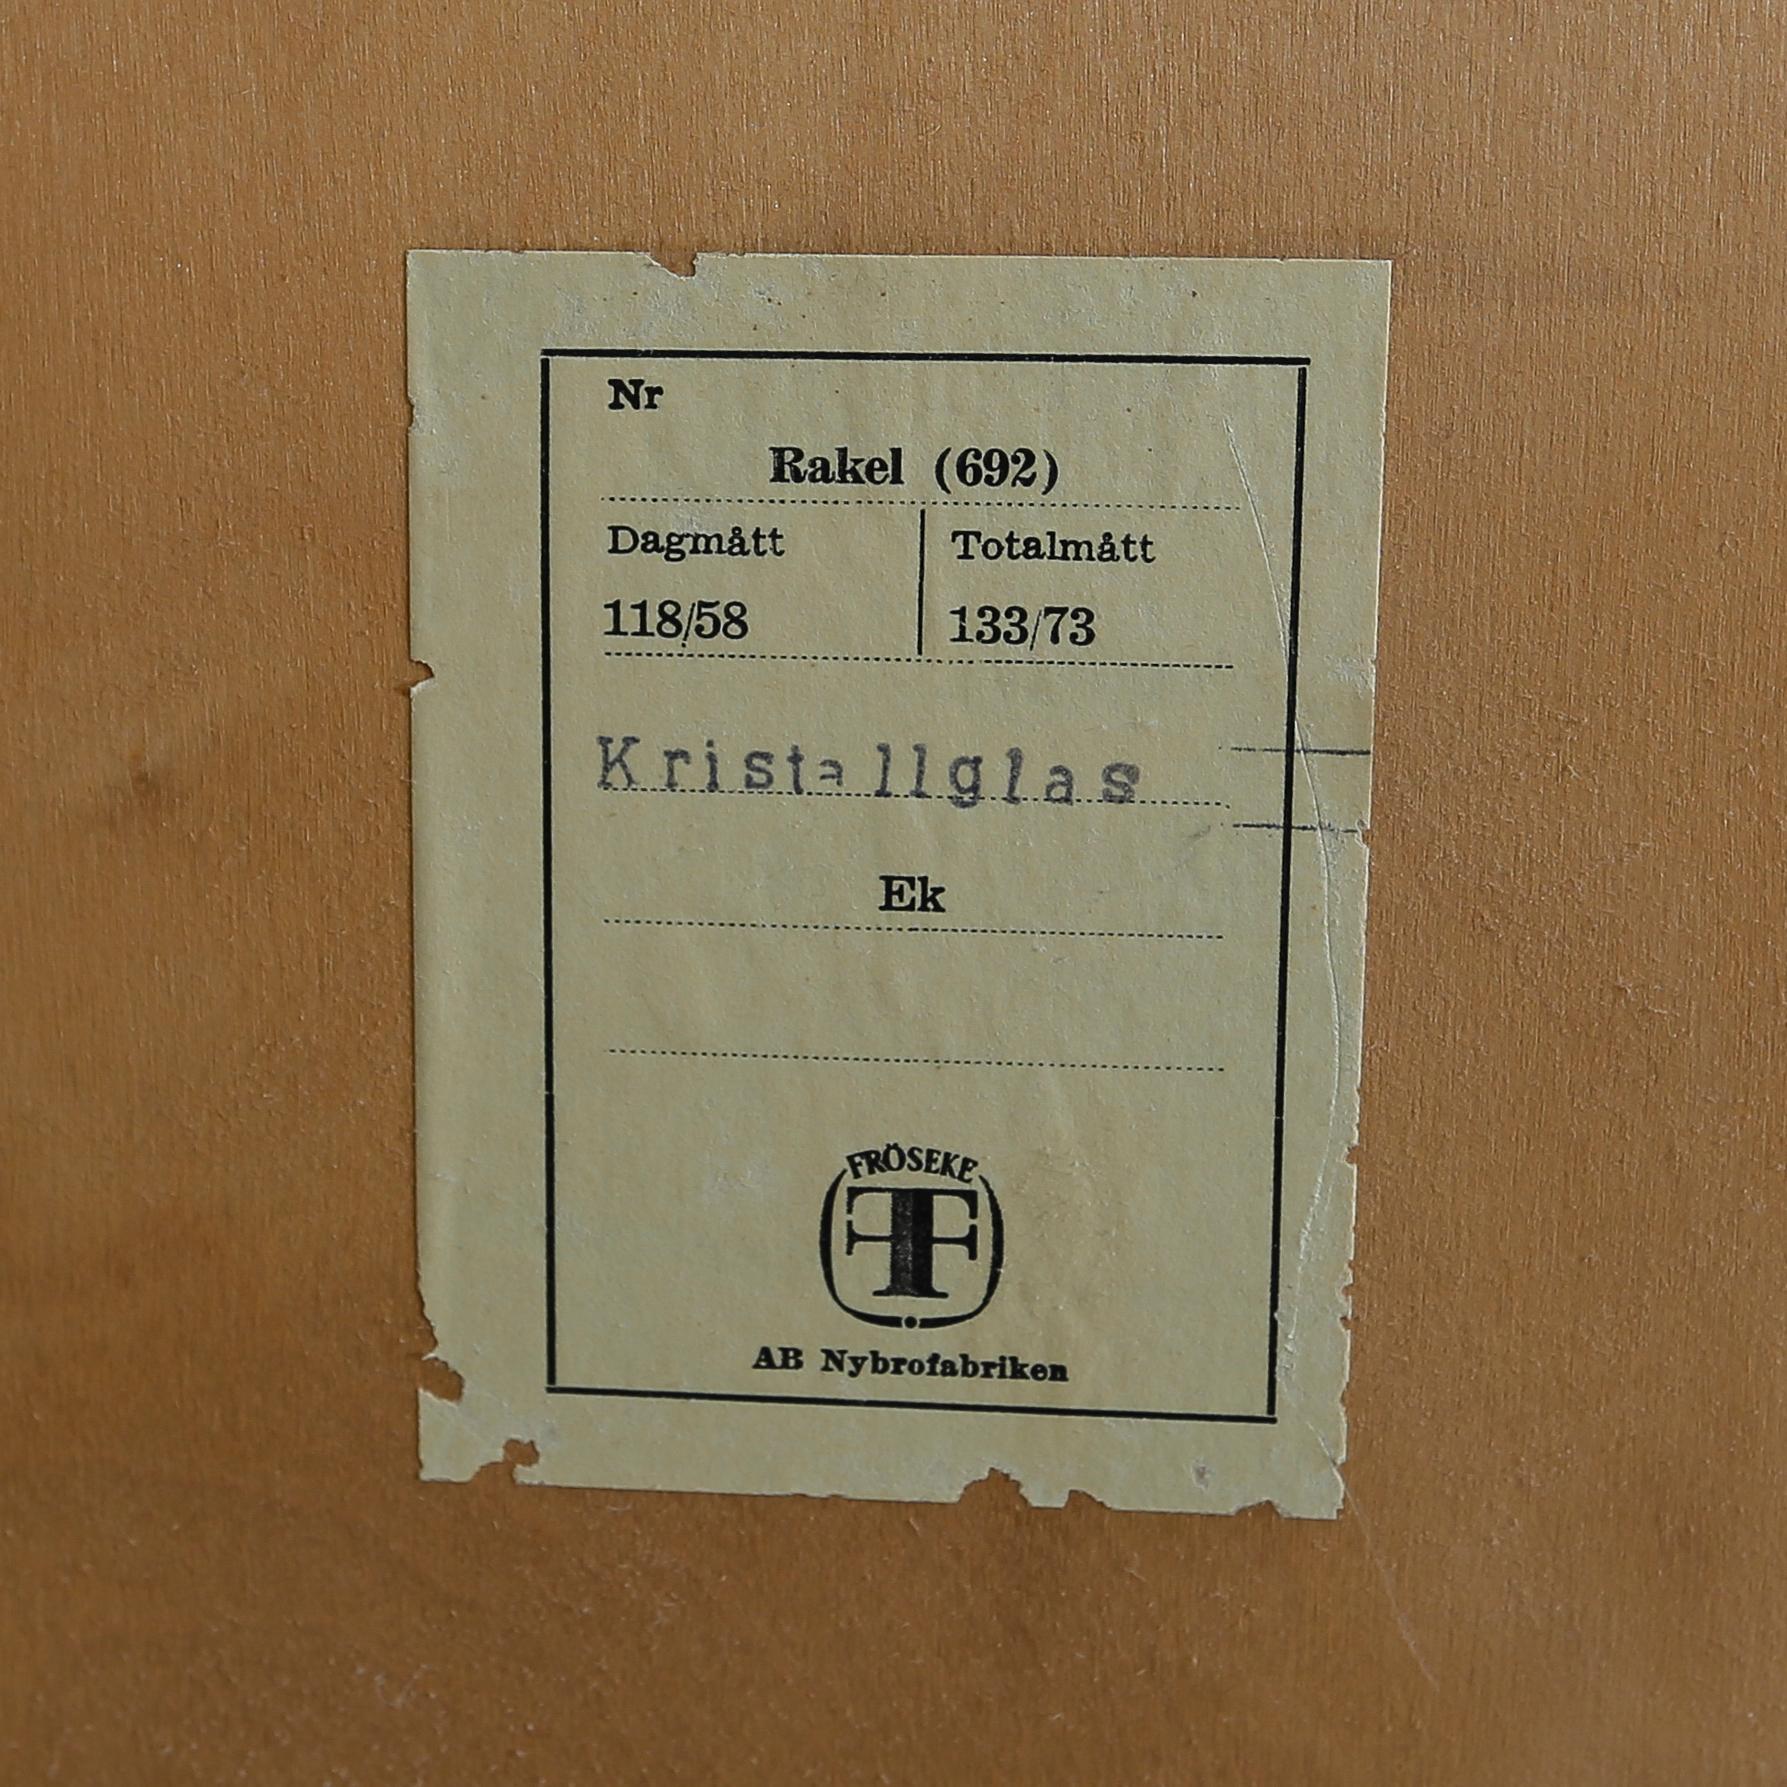 Nr
Rakel (692)
Dagmått Totalmått
118/58 133/73
Kristallglas
Ek
FRÖSEKE
F
AB Nybrofabriken